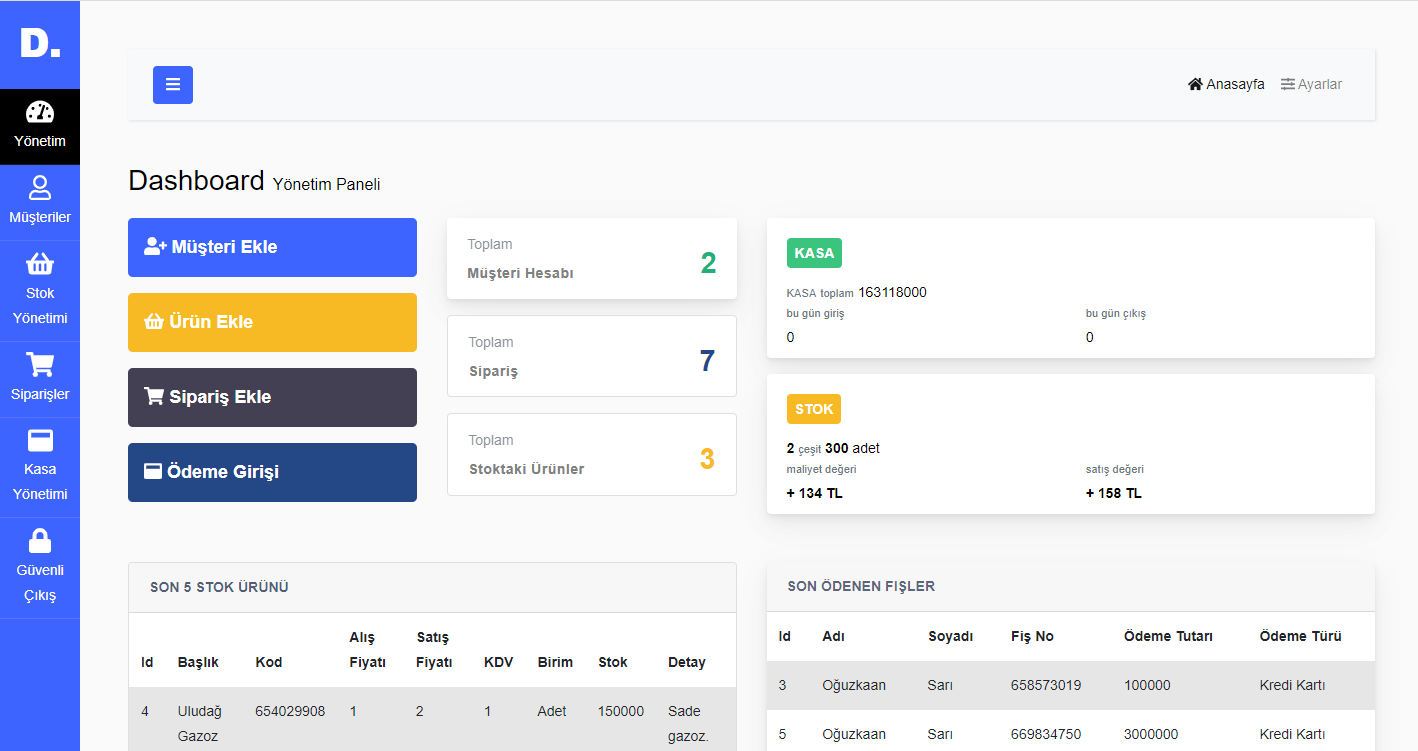 D.
Yönetim
Müşteriler
Stok
Yönetimi
Siparişler
Kasa
Yönetimi
Güvenli
Çıkış
Anasayfa Ayarlar
Dashboard Yönetim Paneli
Müşteri Ekle
Ürün Ekle
Sipariş Ekle
Ödeme Girişi
Toplam
Müşteri Hesabı 2
Toplam
Sipariş 7
Toplam
Stoktaki Ürünler 3
KASA
KASA toplam 163118000
bu gün giriş bu gün çıkış
0 0
STOK
2 çeşit 300 adet
maliyet değeri satış değeri
+ 134 TL + 158 TL
SON 5 STOK ÜRÜNÜ
Id Başlık Kod Alış Fiyatı Satış Fiyatı KDV Birim Stok Detay
4 Uludağ Gazoz 654029908 1 2 1 Adet 150000 Sade gazoz.
SON ÖDENEN FIŞLER
Id Adı Soyadı Fiş No Ödeme Tutarı Ödeme Türü
3 Oğuzkaan Sarı 658573019 100000 Kredi Kartı
5 Oğuzkaan Sarı 669834750 3000000 Kredi Kartı